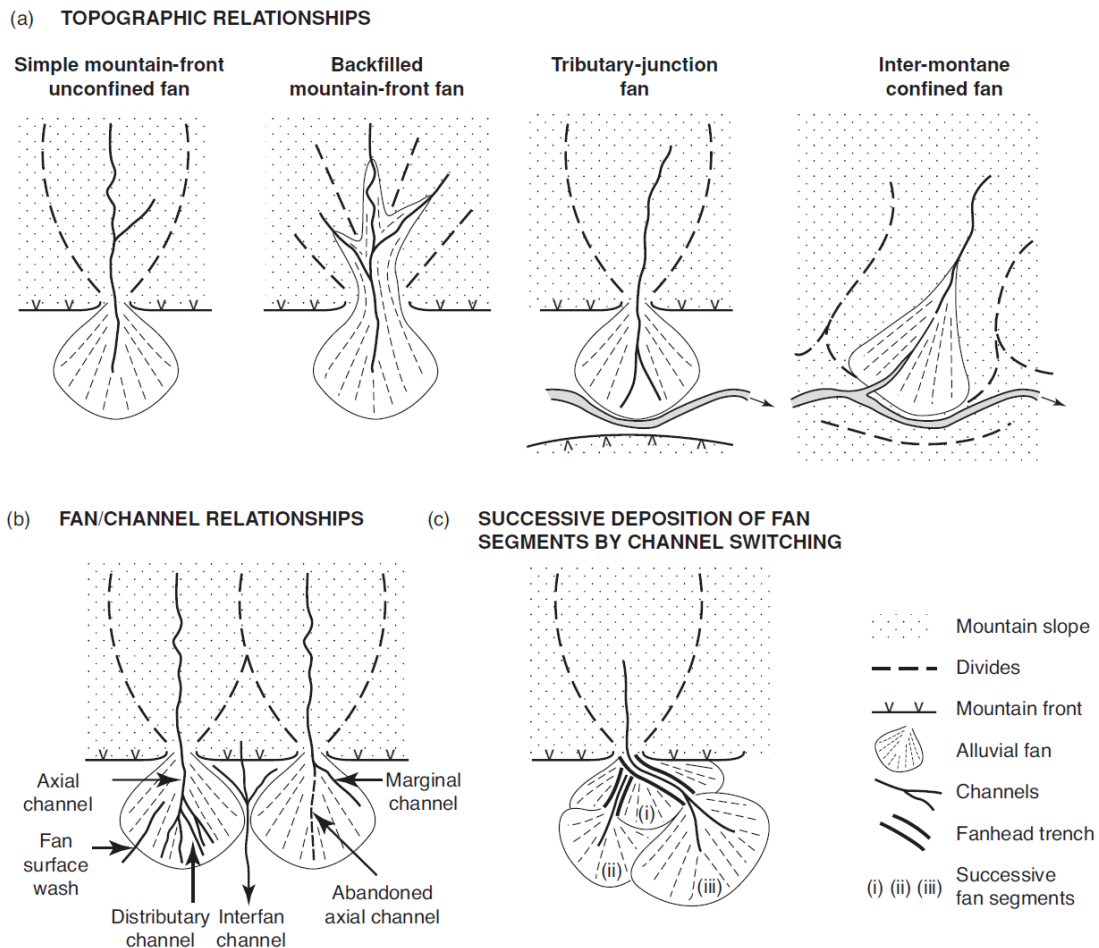 (a) TOPOGRAPHIC RELATIONSHIPS
Simple mountain-front
unconfined fan
Backfilled
mountain-front fan
Tributary-junction
fan
Inter-montane
confined fan
(b) FAN/CHANNEL RELATIONSHIPS
Axial
channel
Fan
surface
wash
Distributary
channel
Interfan
channel
Abandoned
axial channel
Marginal
channel
(c) SUCCESSIVE DEPOSITION OF FAN
SEGMENTS BY CHANNEL SWITCHING
(i)
(ii)
(iii)
Mountain slope
Divides
Mountain front
Alluvial fan
Channels
Fanhead trench
(i) (ii) (iii) Successive
fan segments